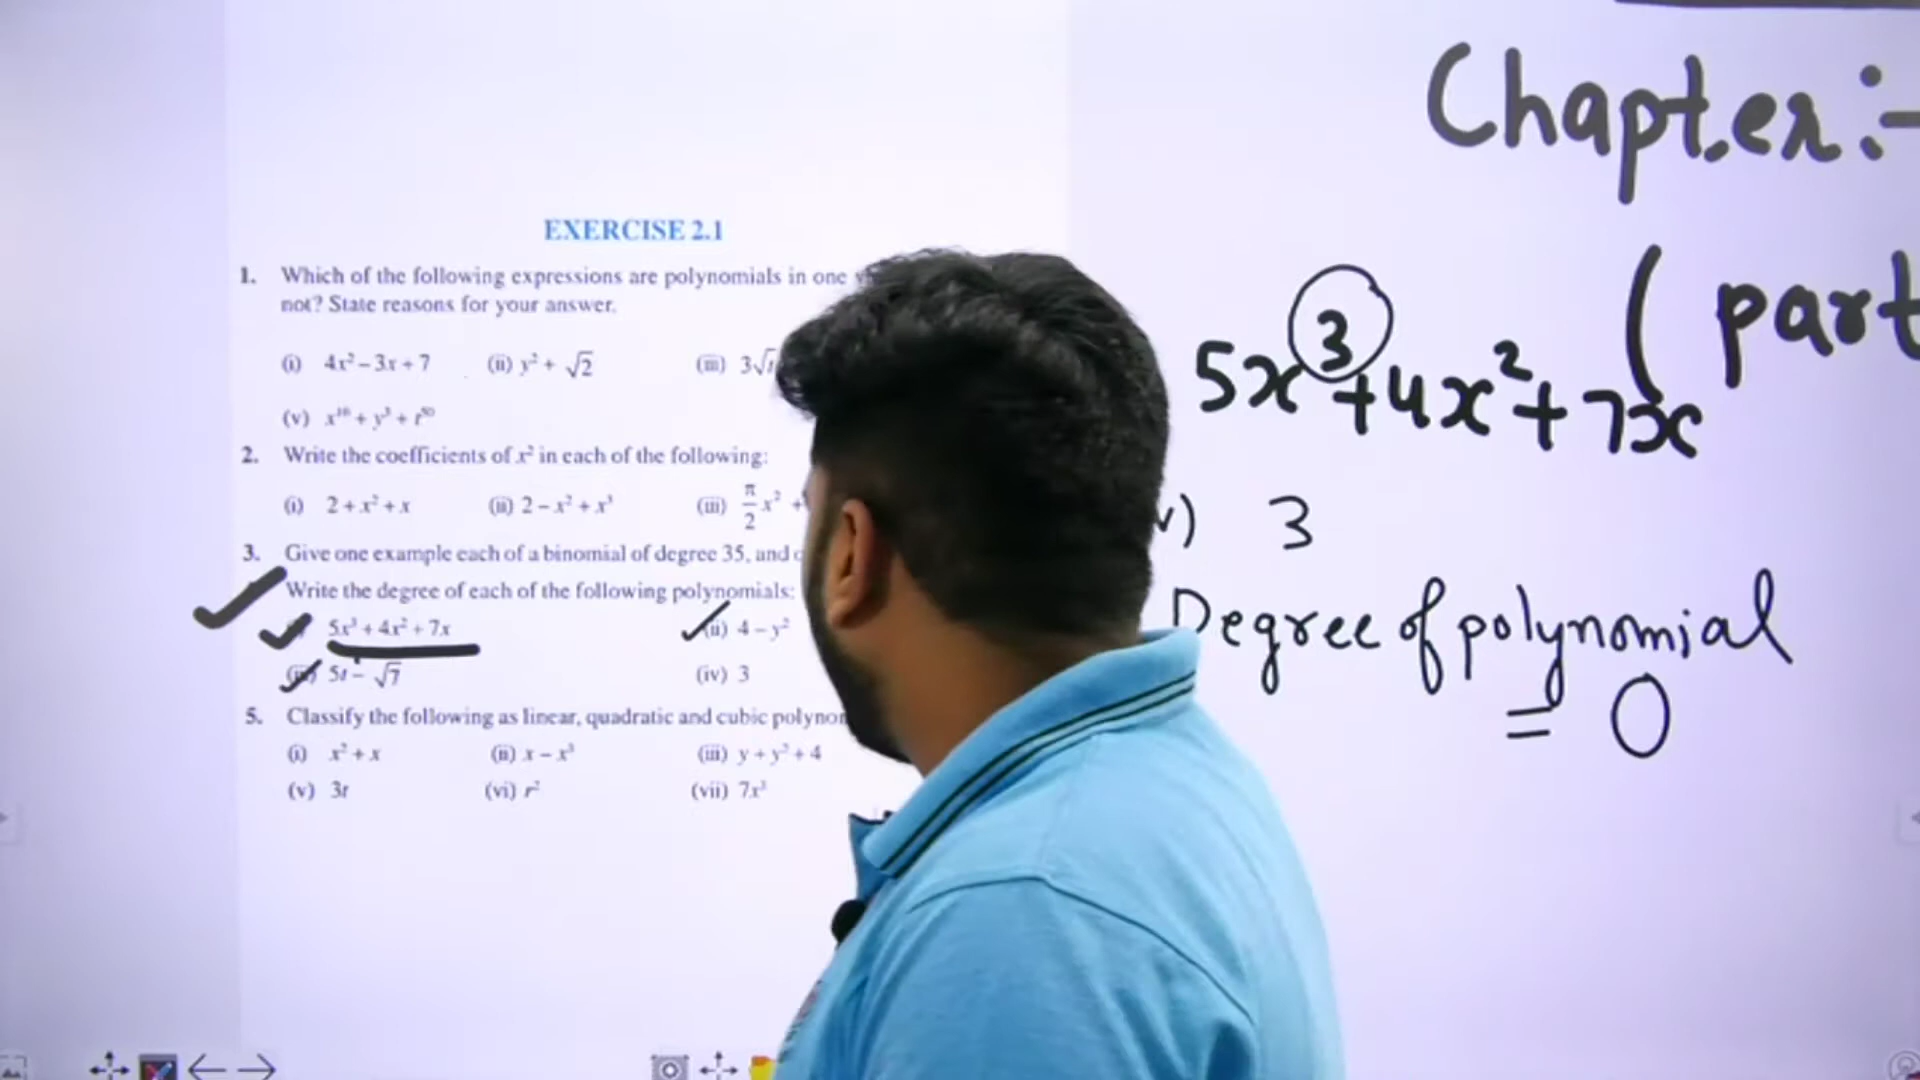 EXERCISE 2.1
1. Which of the following expressions are polynomials in one
not? State reasons for your answer.
(i) 4x² – 3x + 7 (ii) y² + √2 (iii) 3√
(v) x¹⁰ + y³ + t⁵⁰
2. Write the coefficients of x² in each of the following:
(i) 2 + x² + x (ii) 2 – x² + x³ (iii) π/2 x² +
3. Give one example each of a binomial of degree 35, and
Write the degree of each of the following polynomials:
5x³ + 4x² + 7x (ii) 4 – y²
(iii) 5t – √7 (iv) 3
5. Classify the following as linear, quadratic and cubic
(i) x² + x (ii) x – x³ (iii) y + y² + 4
(v) 3t (vi) r² (vii) 7x³
Chapter:-
( part
5x³+4x²+7x
v) 3
Degree of polynomial
= 0